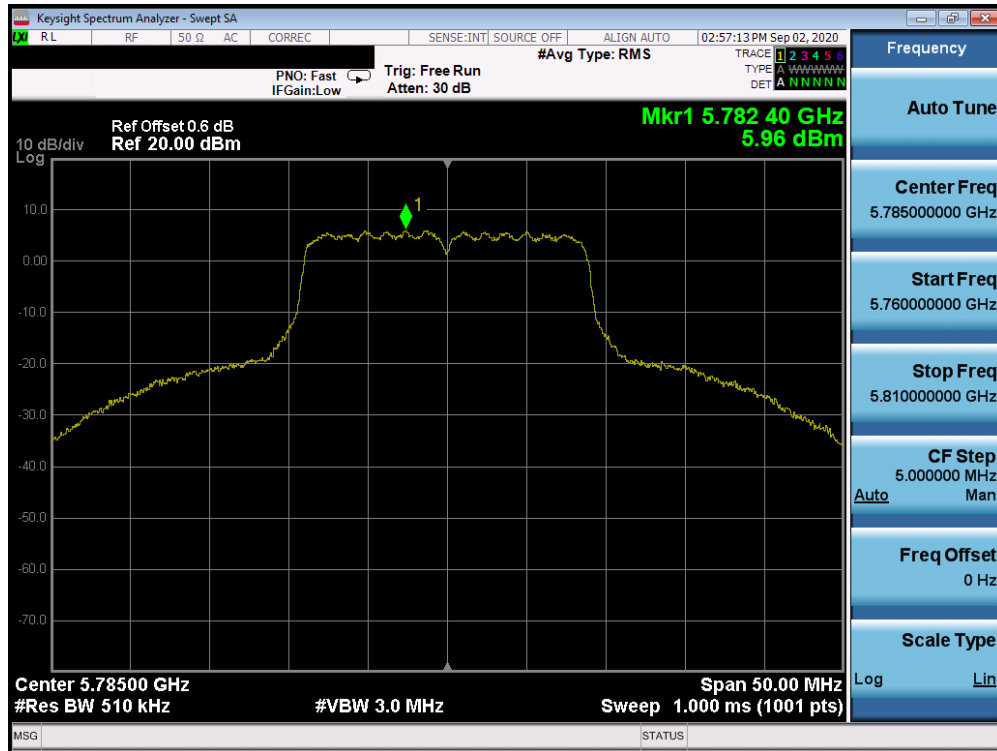 Keysight Spectrum Analyzer - Swept SA
LXI RL RF 50 Ω AC CORREC SENSE:INT SOURCE OFF ALIGN AUTO 02:57:13 PM Sep 02, 2020
#Avg Type: RMS TRACE 1 2 3 4 5 6
PNO: Fast Trig: Free Run TYPE A WWWWW
IFGain:Low Atten: 30 dB DET A N N N N N
Mkr1 5.782 40 GHz
5.96 dBm
Ref Offset 0.6 dB
10 dB/div Ref 20.00 dBm
Log
1
10.0
0.00
-10.0
-20.0
-30.0
-40.0
-50.0
-60.0
-70.0
Center 5.78500 GHz Span 50.00 MHz
#Res BW 510 kHz #VBW 3.0 MHz Sweep 1.000 ms (1001 pts)
MSG STATUS
Frequency
Auto Tune
Center Freq
5.785000000 GHz
Start Freq
5.760000000 GHz
Stop Freq
5.810000000 GHz
CF Step
5.000000 MHz
Auto Man
Freq Offset
0 Hz
Scale Type
Log Lin